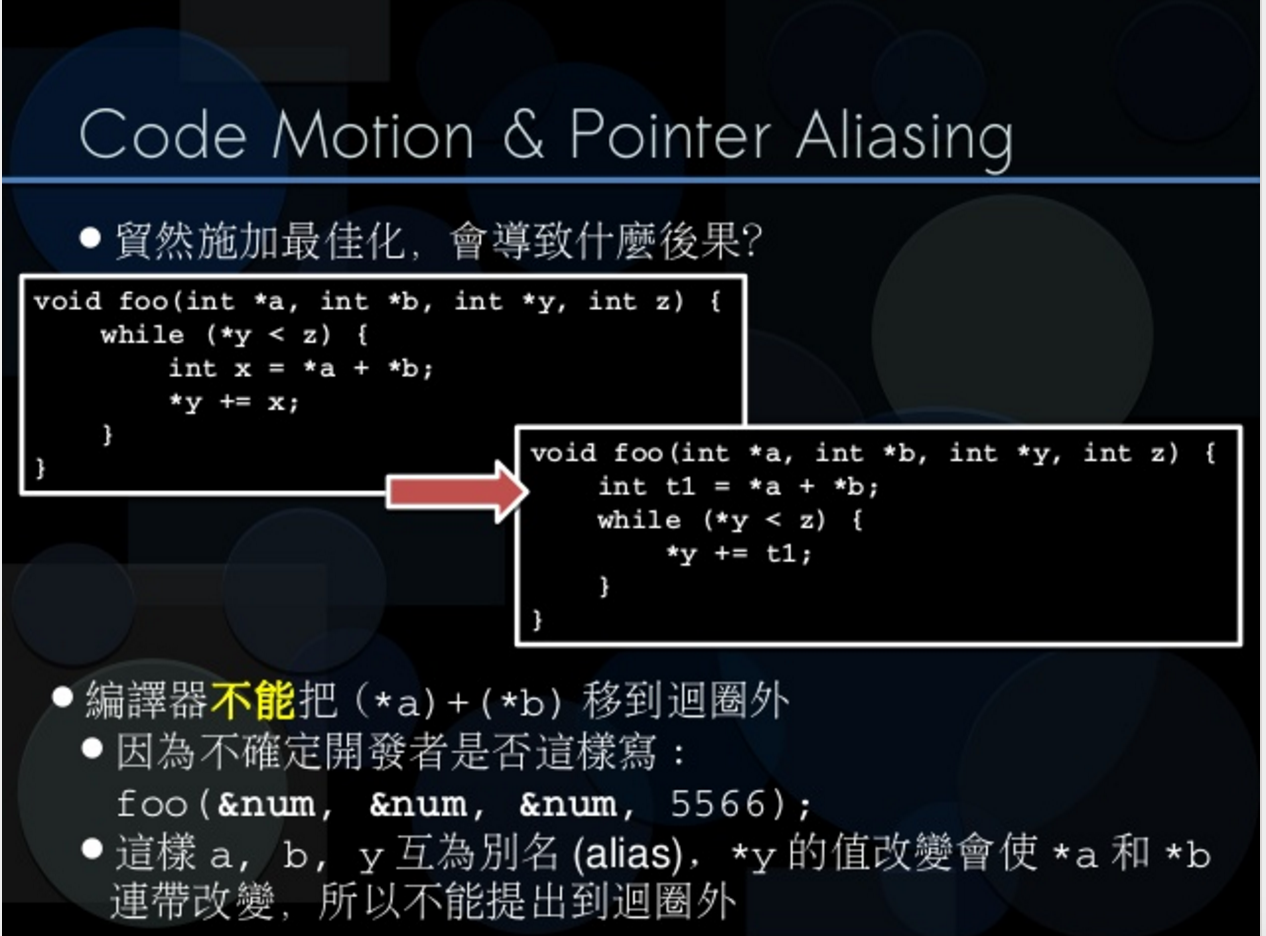 Code Motion & Pointer Aliasing
● 貿然施加最佳化，會導致什麼後果?
void foo(int *a, int *b, int *y, int z) {
    while (*y < z) {
        int x = *a + *b;
        *y += x;
    }
}
void foo(int *a, int *b, int *y, int z) {
    int t1 = *a + *b;
    while (*y < z) {
        *y += t1;
    }
}
● 編譯器不能把 (*a)+(*b) 移到迴圈外
● 因為不確定開發者是否這樣寫：
foo(&num, &num, &num, 5566);
● 這樣 a, b, y 互為別名 (alias)，*y 的值改變會使 *a 和 *b
連帶改變，所以不能提出到迴圈外